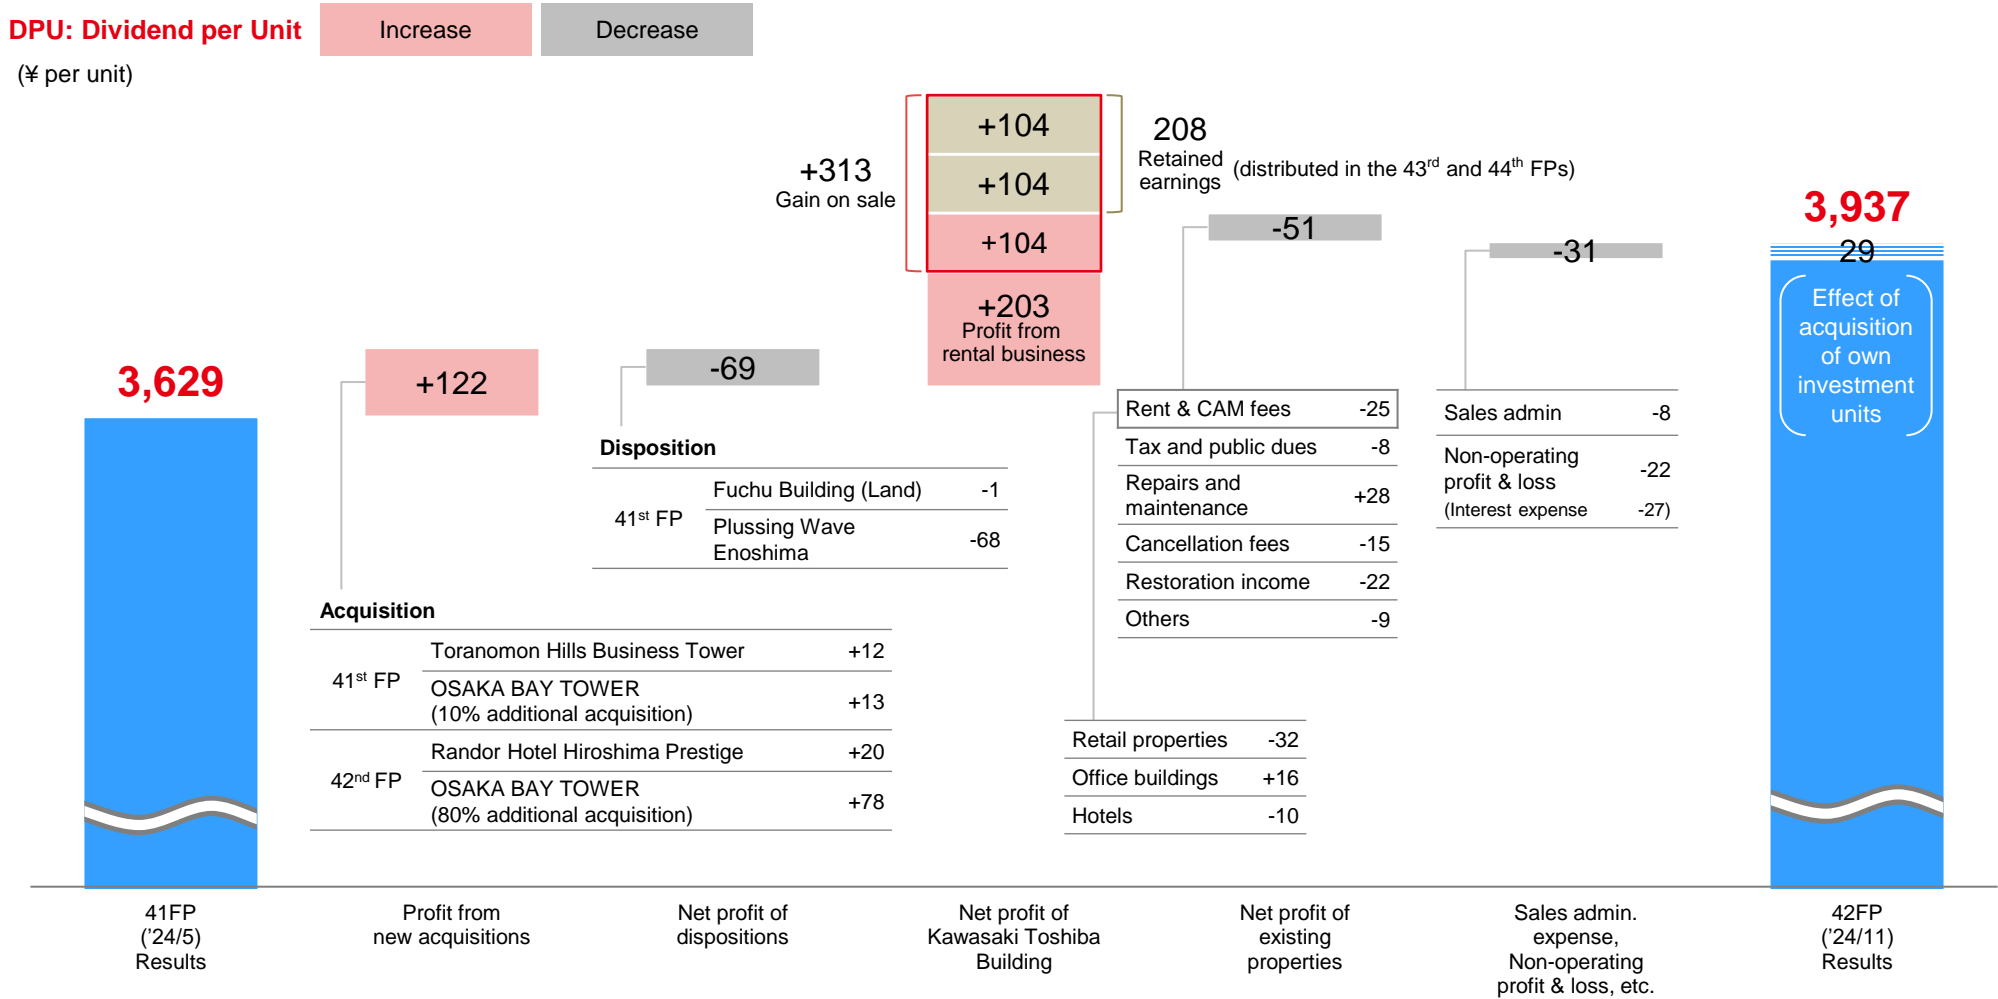 DPU: Dividend per Unit
Increase
Decrease
(¥ per unit)
+104
+104
+104
+313
Gain on sale
208
Retained
earnings
(distributed in the 43rd and 44th FPs)
+203
Profit from
rental business
3,629
+122
-69
-51
-31
3,937
29
Effect of
acquisition
of own
investment
units
Disposition
41st FP
Fuchu Building (Land) -1
Plussing Wave
Enoshima
-68
Acquisition
41st FP
Toranomon Hills Business Tower +12
OSAKA BAY TOWER
(10% additional acquisition)
+13
42nd FP
Randor Hotel Hiroshima Prestige +20
OSAKA BAY TOWER
(80% additional acquisition)
+78
Rent & CAM fees -25
Tax and public dues -8
Repairs and
maintenance
+28
Cancellation fees -15
Restoration income -22
Others -9
Retail properties -32
Office buildings +16
Hotels -10
Sales admin -8
Non-operating
profit & loss
-22
(Interest expense -27)
41FP
('24/5)
Results
Profit from
new acquisitions
Net profit of
dispositions
Net profit of
Kawasaki Toshiba
Building
Net profit of
existing
properties
Sales admin.
expense,
Non-operating
profit & loss, etc.
42FP
('24/11)
Results